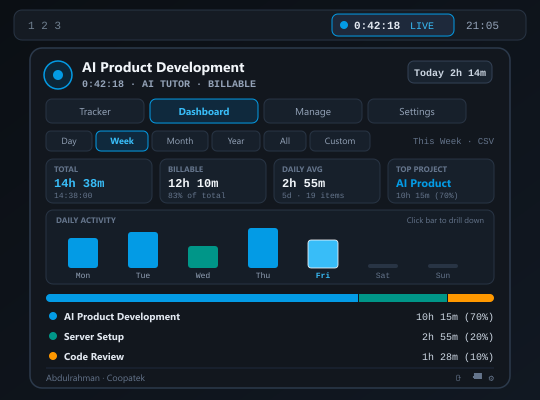 1 2 3
0:42:18 LIVE
21:05
AI Product Development
0:42:18 · AI TUTOR · BILLABLE
Today 2h 14m
Tracker Dashboard Manage Settings
Day Week Month Year All Custom This Week · CSV
TOTAL
14h 38m
14:38:00
BILLABLE
12h 10m
83% of total
DAILY AVG
2h 55m
5d · 19 items
TOP PROJECT
AI Product
10h 15m (70%)
DAILY ACTIVITY Click bar to drill down
Mon Tue Wed Thu Fri Sat Sun
AI Product Development 10h 15m (70%)
Server Setup 2h 55m (20%)
Code Review 1h 28m (10%)
Abdulrahman · Coopatek